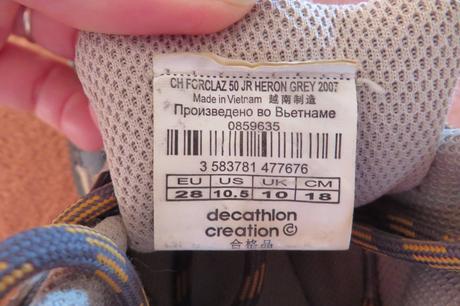 CH FORCLAZ 50 JR HERON GREY 2007
Made in Vietnam 越南制造
Произведено во Вьетнаме
0859635
3 583781 477676
EU US UK CM
28 10.5 10 18
decathlon
creation ©
合格品